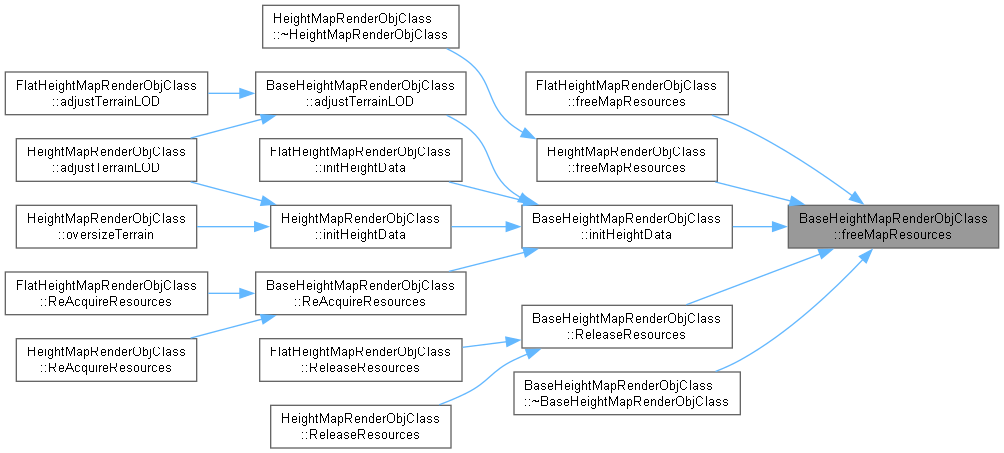 HeightMapRenderObjClass
::~HeightMapRenderObjClass
FlatHeightMapRenderObjClass
::adjustTerrainLOD
BaseHeightMapRenderObjClass
::adjustTerrainLOD
FlatHeightMapRenderObjClass
::freeMapResources
HeightMapRenderObjClass
::adjustTerrainLOD
FlatHeightMapRenderObjClass
::initHeightData
HeightMapRenderObjClass
::freeMapResources
HeightMapRenderObjClass
::oversizeTerrain
HeightMapRenderObjClass
::initHeightData
BaseHeightMapRenderObjClass
::initHeightData
BaseHeightMapRenderObjClass
::freeMapResources
FlatHeightMapRenderObjClass
::ReAcquireResources
BaseHeightMapRenderObjClass
::ReAcquireResources
BaseHeightMapRenderObjClass
::ReleaseResources
HeightMapRenderObjClass
::ReAcquireResources
FlatHeightMapRenderObjClass
::ReleaseResources
BaseHeightMapRenderObjClass
::~BaseHeightMapRenderObjClass
HeightMapRenderObjClass
::ReleaseResources